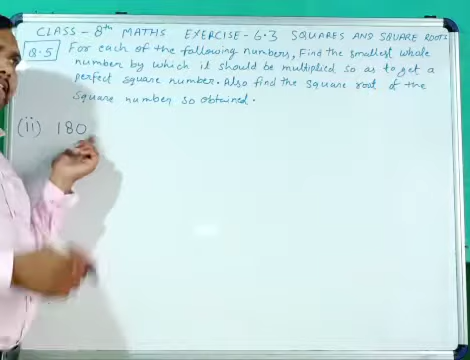 CLASS - 8th MATHS EXERCISE - 6.3 SQUARES AND SQUARE ROOTS
Q.5 For each of the following numbers, Find the smallest whole
number by which it should be multiplied so as to get a
perfect square number. Also find the square root of the
square number so obtained.
(ii) 180